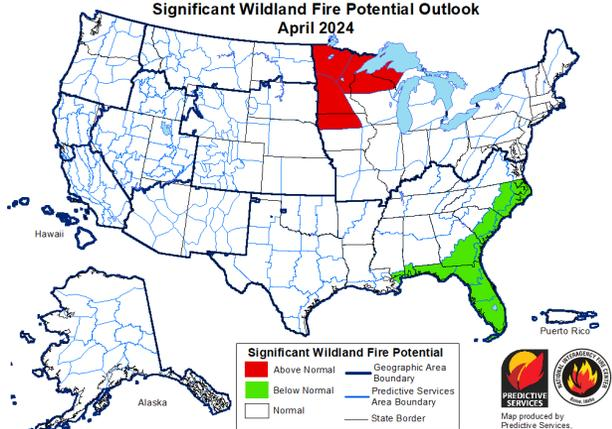 Significant Wildland Fire Potential Outlook
April 2024
Hawaii
Alaska
Puerto Rico
Significant Wildland Fire Potential
Above Normal
Below Normal
Normal
Geographic Area
Boundary
Predictive Services
Area Boundary
State Border
PREDICTIVE
SERVICES
NATIONAL INTERAGENCY FIRE CENTER
Boise, Idaho
Map produced by
Predictive Services,